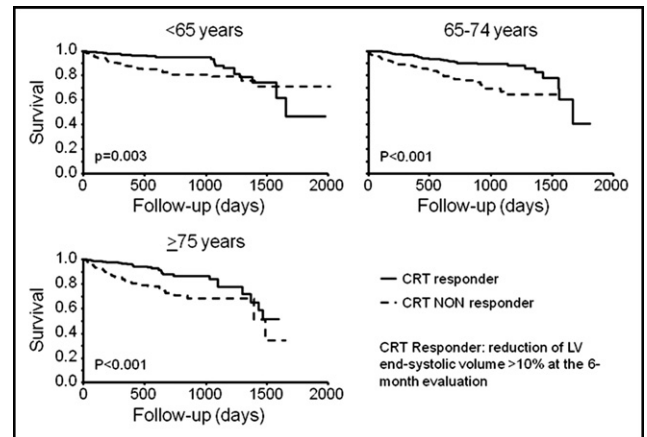 <65 years
Survival
1.0
0.8
0.6
0.4
0.2
0.0
p=0.003
0 500 1000 1500 2000
Follow-up (days)
65-74 years
1.0
0.8
0.6
0.4
0.2
0.0
P<0.001
0 500 1000 1500 2000
Follow-up (days)
≥75 years
Survival
1.0
0.8
0.6
0.4
0.2
0.0
P<0.001
0 500 1000 1500 2000
Follow-up (days)
CRT responder
CRT NON responder
CRT Responder: reduction of LV
end-systolic volume >10% at the 6-
month evaluation